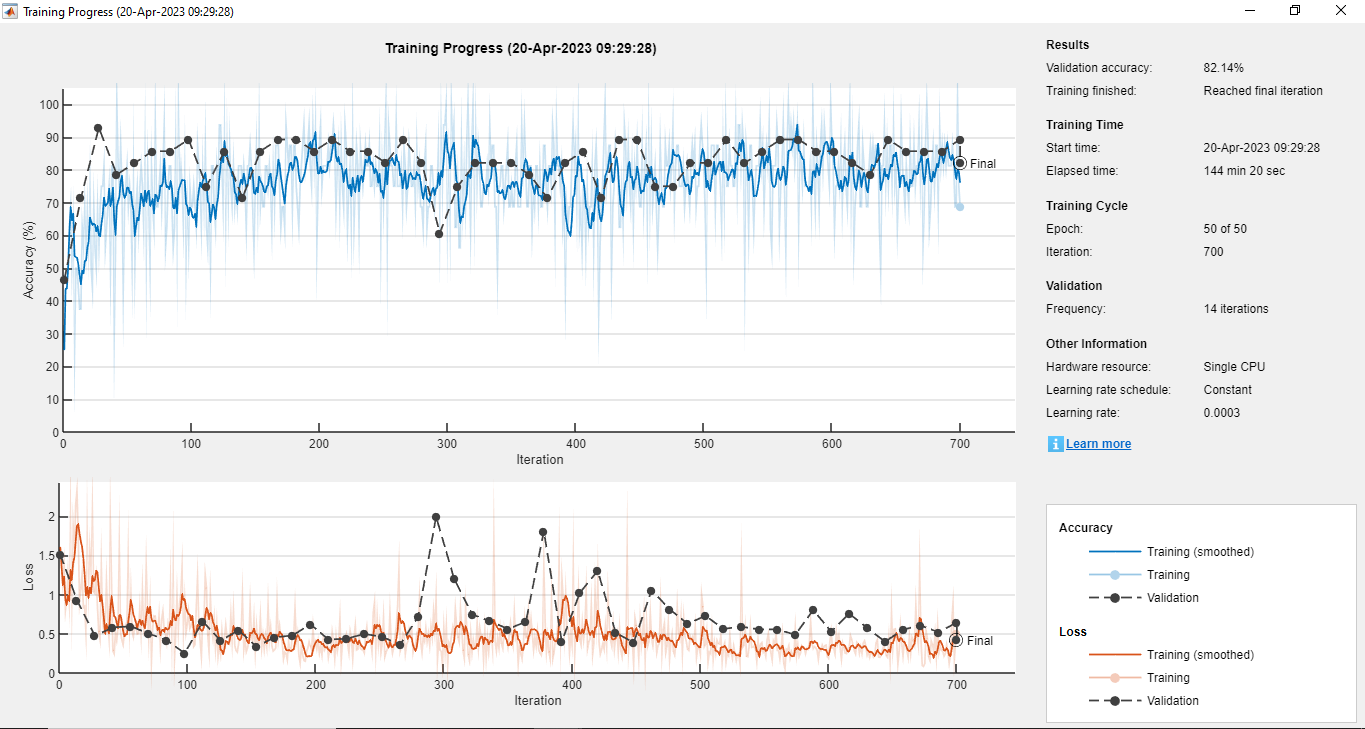 Training Progress (20-Apr-2023 09:29:28)
Training Progress (20-Apr-2023 09:29:28)
100
90
80
70
60
50
40
30
20
10
0
Accuracy (%)
0 100 200 300 400 500 600 700
Iteration
Final
2
1.5
1
0.5
0
Loss
0 100 200 300 400 500 600 700
Iteration
Final
Results
Validation accuracy: 82.14%
Training finished: Reached final iteration
Training Time
Start time: 20-Apr-2023 09:29:28
Elapsed time: 144 min 20 sec
Training Cycle
Epoch: 50 of 50
Iteration: 700
Validation
Frequency: 14 iterations
Other Information
Hardware resource: Single CPU
Learning rate schedule: Constant
Learning rate: 0.0003
i Learn more
Accuracy
Training (smoothed)
Training
Validation
Loss
Training (smoothed)
Training
Validation